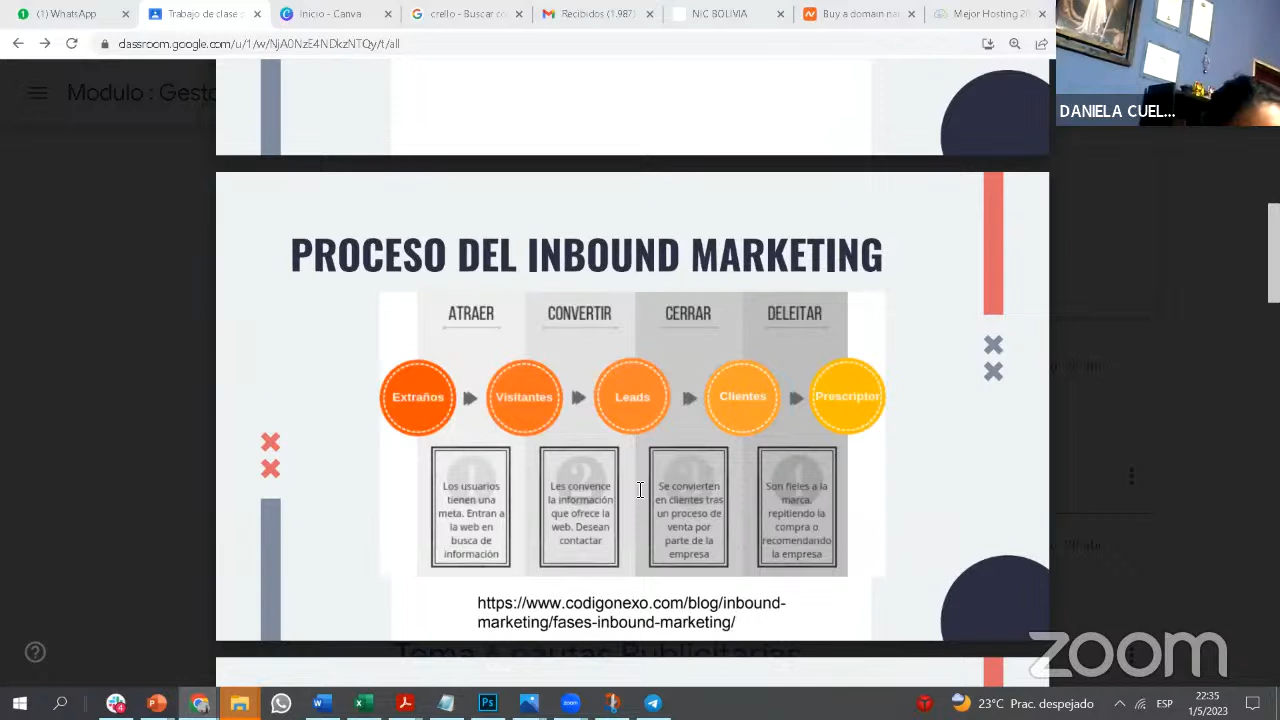 (1) WhatsApp
Trabajo de clase
Inicio - Canva
crello - Buscar co
Recibidos (1.987)
NIC BOLIVIA
Buy a domain na
Mejor Hosting 20
classroom.google.com/u/1/w/NjA0NzE4NDIxMTQy/t/all
Modulo : Gesto
DANIELA CUEL...
PROCESO DEL INBOUND MARKETING
ATRAER
CONVERTIR
CERRAR
DELEITAR
Extraños
Visitantes
Leads
Clientes
Prescriptor
Los usuarios
tienen una
meta. Entran a
la web en
busca de
información
Les convence
la información
que ofrece la
web. Desean
contactar
Se convierten
en clientes tras
un proceso de
venta por
parte de la
empresa
Son fieles a la
marca,
repitiendo la
compra o
recomendando
la empresa
https://www.codigonexo.com/blog/inbound-
marketing/fases-inbound-marketing/
zoom
23°C Prac. despejado
ESP
22:35
1/5/2023